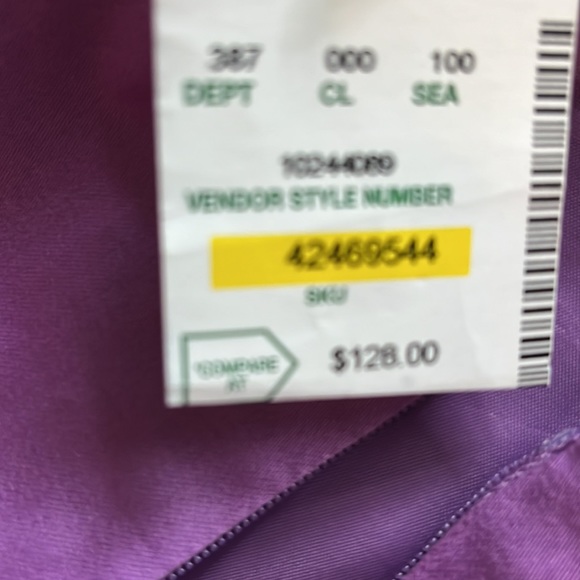 387 000 100
DEPT CL SEA
10244089
VENDOR STYLE NUMBER
42469544
SKU
*COMPARE
AT
$128.00